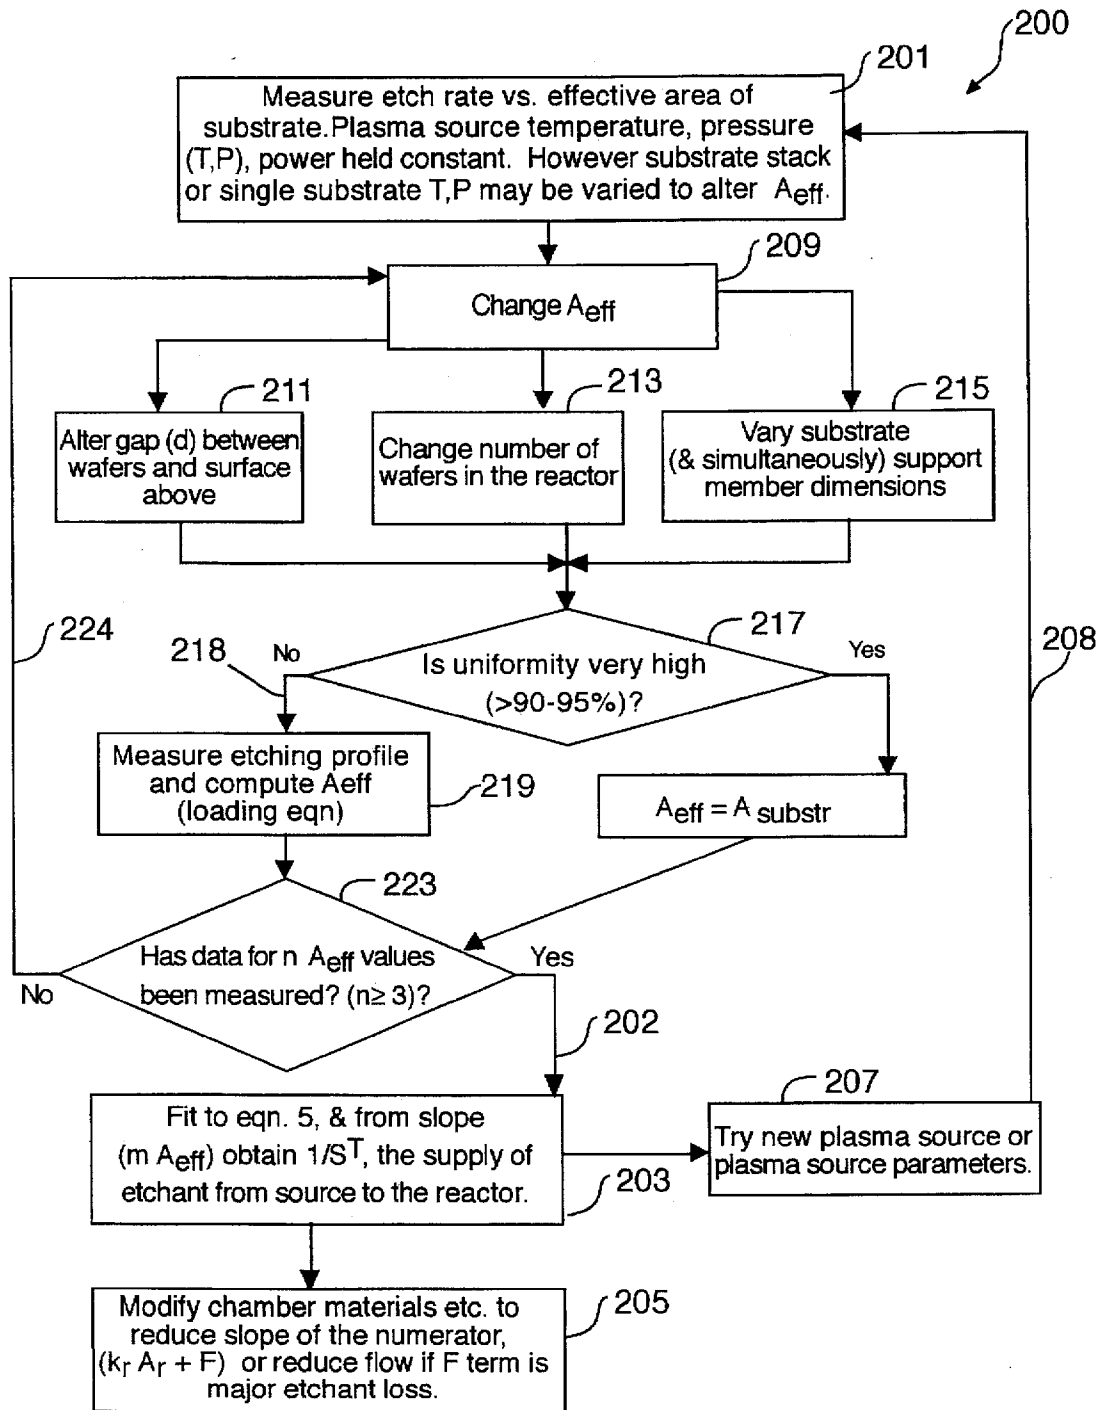 200
201
Measure etch rate vs. effective area of
substrate.Plasma source temperature, pressure
(T,P), power held constant. However substrate stack
or single substrate T,P may be varied to alter Aeff.
209
Change Aeff
211
213
215
Alter gap (d) between
wafers and surface
above
Change number of
wafers in the reactor
Vary substrate
(& simultaneously) support
member dimensions
224
218
No
217
Yes
208
Is uniformity very high
(>90-95%)?
Measure etching profile
and compute Aeff
(loading eqn)
219
Aeff = A substr
223
Has data for n Aeff values
been measured? (n≥ 3)?
Yes
No
202
Fit to eqn. 5, & from slope
(m Aeff) obtain 1/ST, the supply of
etchant from source to the reactor.
203
207
Try new plasma source or
plasma source parameters.
Modify chamber materials etc. to
reduce slope of the numerator,
(kr Ar + F) or reduce flow if F term is
major etchant loss.
205